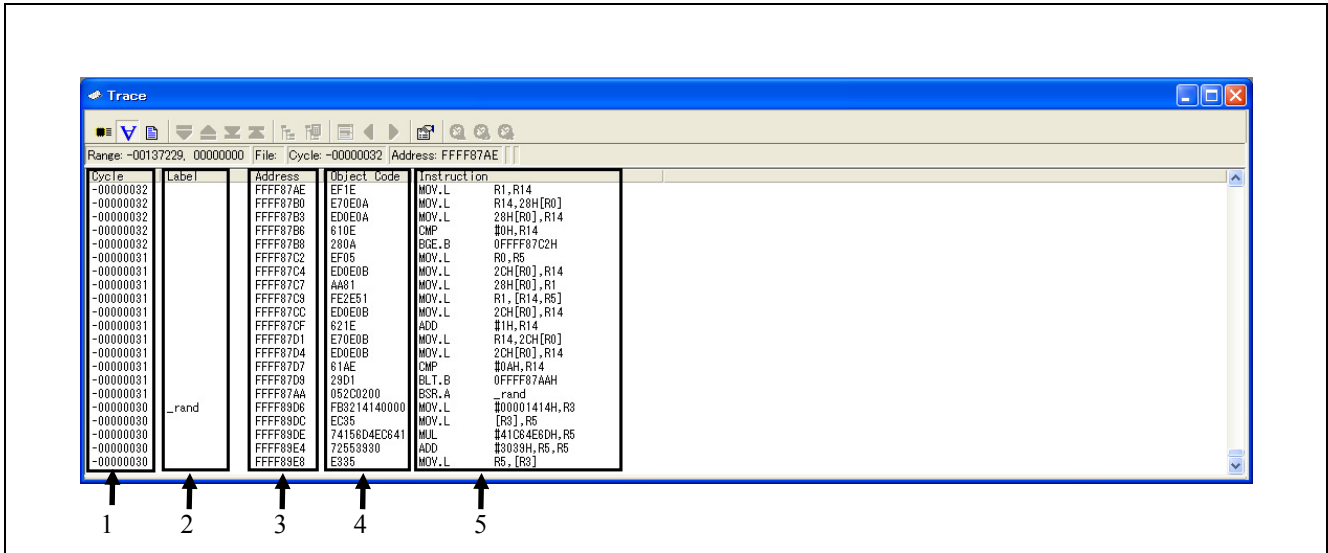 Trace
Range: -00137229, 00000000 File: Cycle: -00000032 Address: FFFF87AE
Cycle Label Address Object Code Instruction
-00000032 FFFF87AE EF1E MOV.L R1,R14
-00000032 FFFF87B0 E70E0A MOV.L R14,28H[R0]
-00000032 FFFF87B3 ED0E0A MOV.L 28H[R0],R14
-00000032 FFFF87B6 610E CMP #0H,R14
-00000032 FFFF87B8 280A BGE.B 0FFFF87C2H
-00000031 FFFF87C2 EF05 MOV.L R0,R5
-00000031 FFFF87C4 ED0E0B MOV.L 2CH[R0],R14
-00000031 FFFF87C7 AA81 MOV.L 28H[R0],R1
-00000031 FFFF87C9 FE2E51 MOV.L R1,[R14,R5]
-00000031 FFFF87CC ED0E0B MOV.L 2CH[R0],R14
-00000031 FFFF87CF 621E ADD #1H,R14
-00000031 FFFF87D1 E70E0B MOV.L R14,2CH[R0]
-00000031 FFFF87D4 ED0E0B MOV.L 2CH[R0],R14
-00000031 FFFF87D7 61AE CMP #0AH,R14
-00000031 FFFF87D9 29D1 BLT.B 0FFFF87AAH
-00000031 FFFF87AA 052C0200 BSR.A _rand
-00000030 _rand FFFF89D6 FB3214140000 MOV.L #00001414H,R3
-00000030 FFFF89DC EC35 MOV.L [R3],R5
-00000030 FFFF89DE 74156D4EC641 MUL #41C64E6DH,R5
-00000030 FFFF89E4 72553930 ADD #3039H,R5,R5
-00000030 FFFF89E8 E335 MOV.L R5,[R3]
1 2 3 4 5